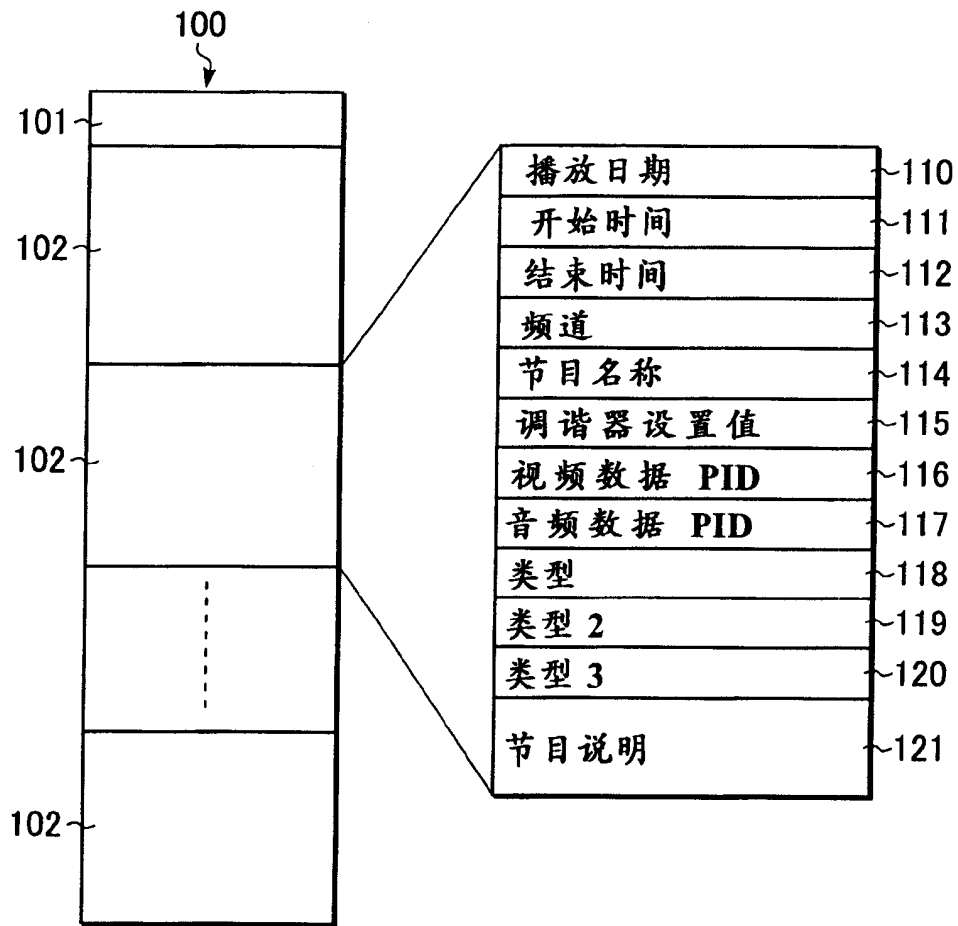 100
101
102
102
102
播放日期 110
开始时间 111
结束时间 112
频道 113
节目名称 114
调谐器设置值 115
视频数据 PID 116
音频数据 PID 117
类型 118
类型 2 119
类型 3 120
节目说明 121